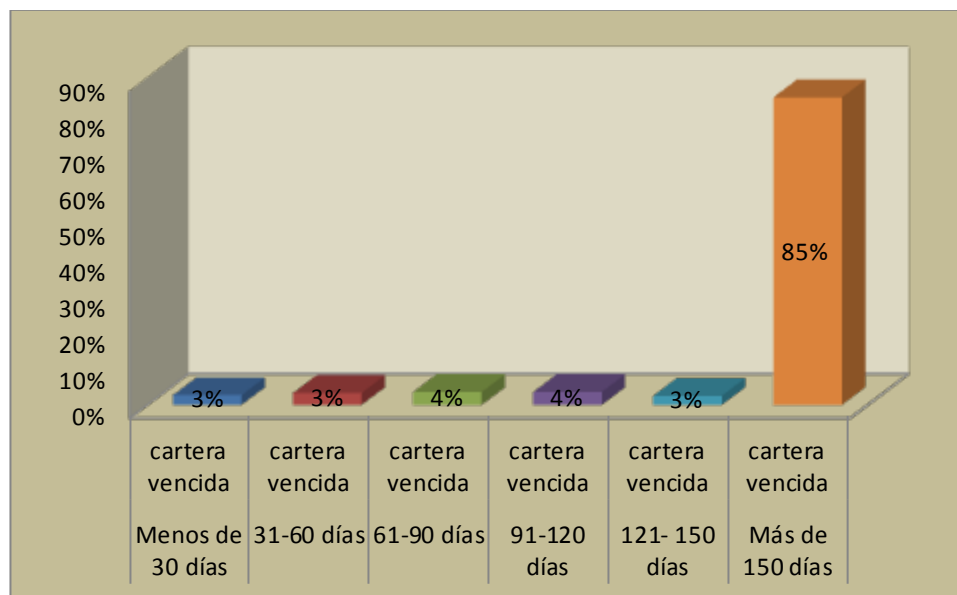 90%
80%
70%
60%
50%
40%
30%
20%
10%
0%
3%
3%
4%
4%
3%
85%
cartera
vencida
cartera
vencida
cartera
vencida
cartera
vencida
cartera
vencida
cartera
vencida
Menos de
30 días
31-60 días
61-90 días
91-120
días
121- 150
días
Más de
150 días